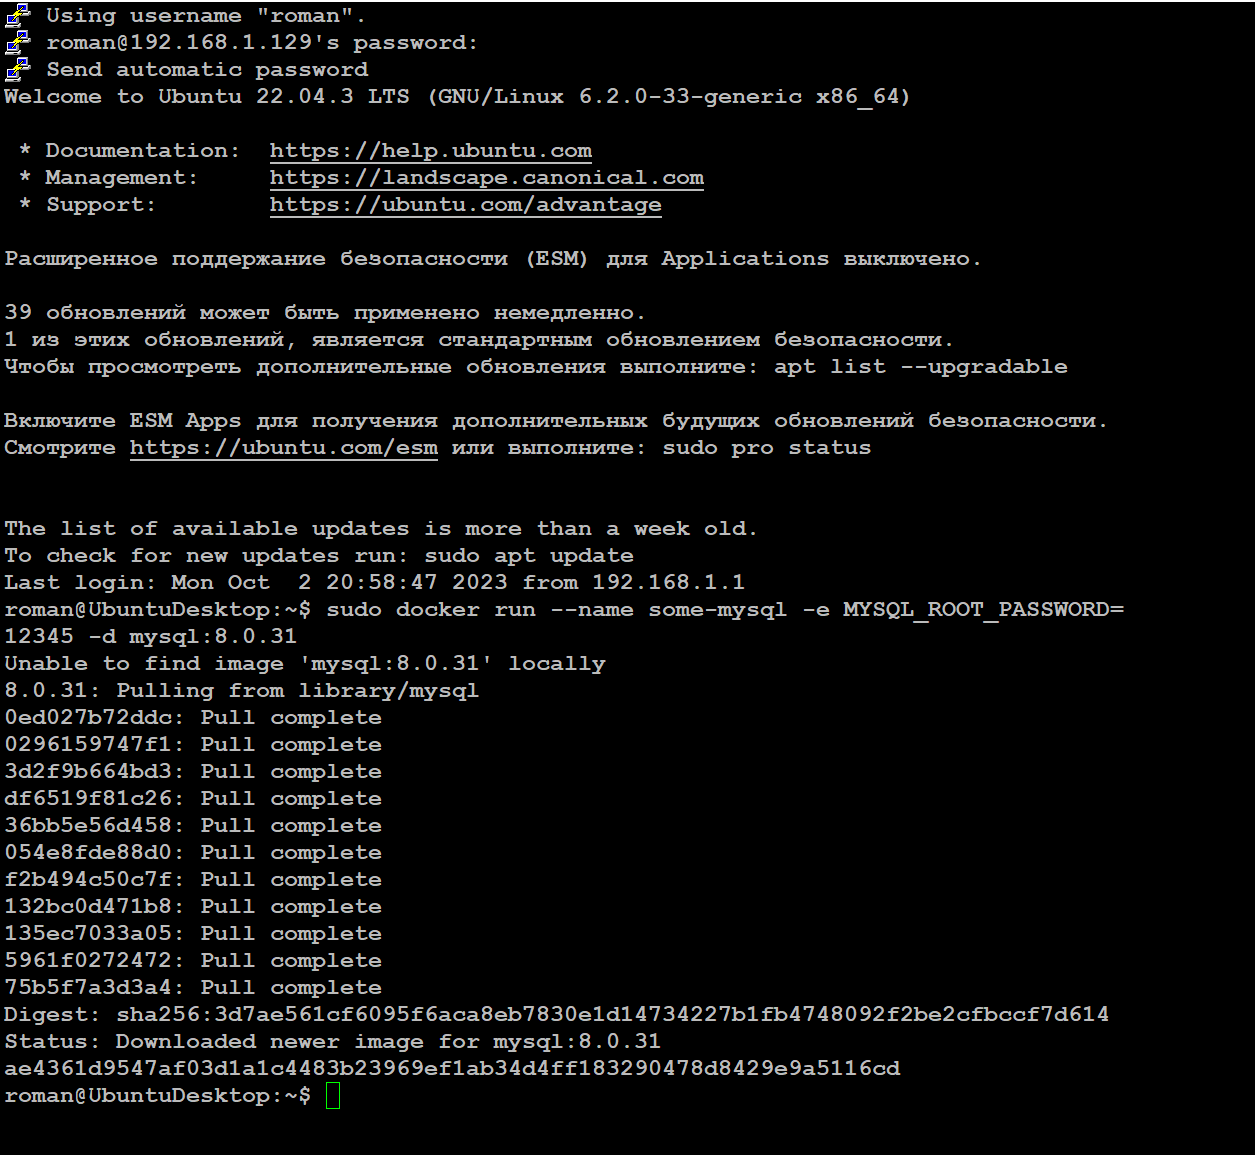 Using username "roman".
roman@192.168.1.129's password:
Send automatic password
Welcome to Ubuntu 22.04.3 LTS (GNU/Linux 6.2.0-33-generic x86_64)
* Documentation:  https://help.ubuntu.com
* Management:     https://landscape.canonical.com
* Support:        https://ubuntu.com/advantage
Расширенное поддержание безопасности (ESM) для Applications выключено.
39 обновлений может быть применено немедленно.
1 из этих обновлений, является стандартным обновлением безопасности.
Чтобы просмотреть дополнительные обновления выполните: apt list --upgradable
Включите ESM Apps для получения дополнительных будущих обновлений безопасности.
Смотрите https://ubuntu.com/esm или выполните: sudo pro status
The list of available updates is more than a week old.
To check for new updates run: sudo apt update
Last login: Mon Oct  2 20:58:47 2023 from 192.168.1.1
roman@UbuntuDesktop:~$ sudo docker run --name some-mysql -e MYSQL_ROOT_PASSWORD=
12345 -d mysql:8.0.31
Unable to find image 'mysql:8.0.31' locally
8.0.31: Pulling from library/mysql
0ed027b72ddc: Pull complete
0296159747f1: Pull complete
3d2f9b664bd3: Pull complete
df6519f81c26: Pull complete
36bb5e56d458: Pull complete
054e8fde88d0: Pull complete
f2b494c50c7f: Pull complete
132bc0d471b8: Pull complete
135ec7033a05: Pull complete
5961f0272472: Pull complete
75b5f7a3d3a4: Pull complete
Digest: sha256:3d7ae561cf6095f6aca8eb7830e1d14734227b1fb4748092f2be2cfbccf7d614
Status: Downloaded newer image for mysql:8.0.31
ae4361d9547af03d1a1c4483b23969ef1ab34d4ff183290478d8429e9a5116cd
roman@UbuntuDesktop:~$